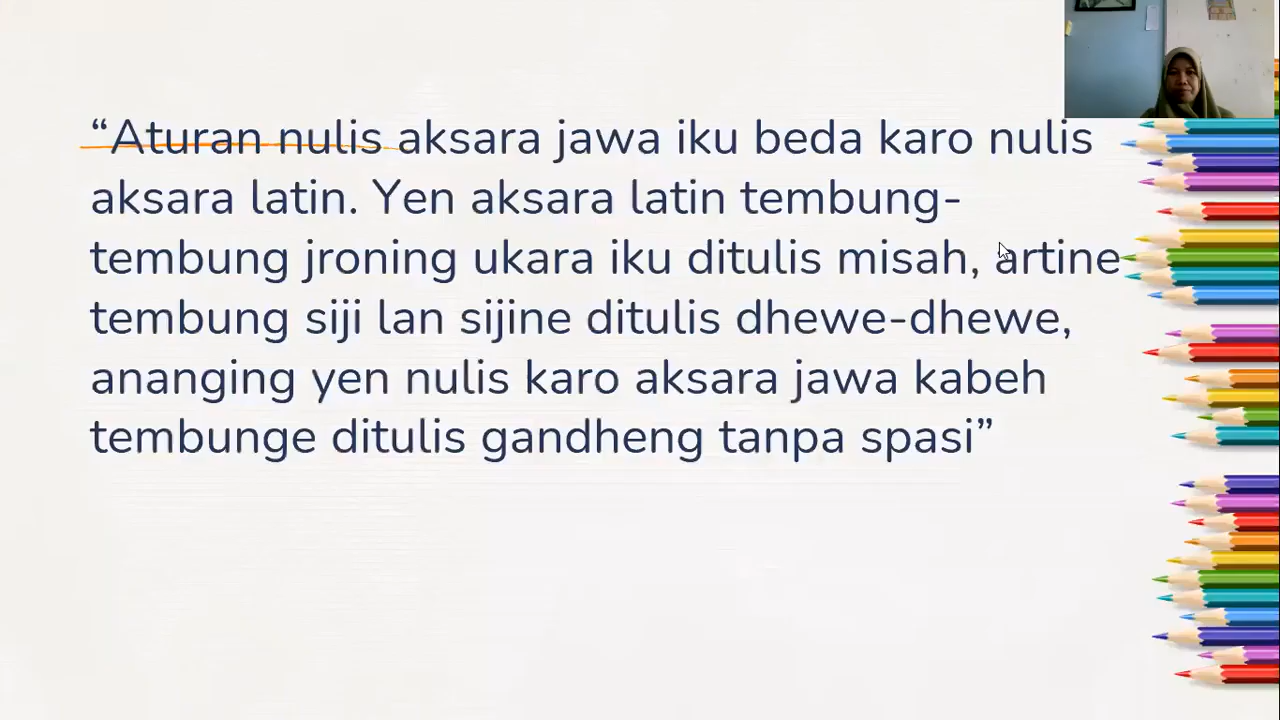 “Aturan nulis aksara jawa iku beda karo nulis
aksara latin. Yen aksara latin tembung-
tembung jroning ukara iku ditulis misah, artine
tembung siji lan sijine ditulis dhewe-dhewe,
ananging yen nulis karo aksara jawa kabeh
tembunge ditulis gandheng tanpa spasi”